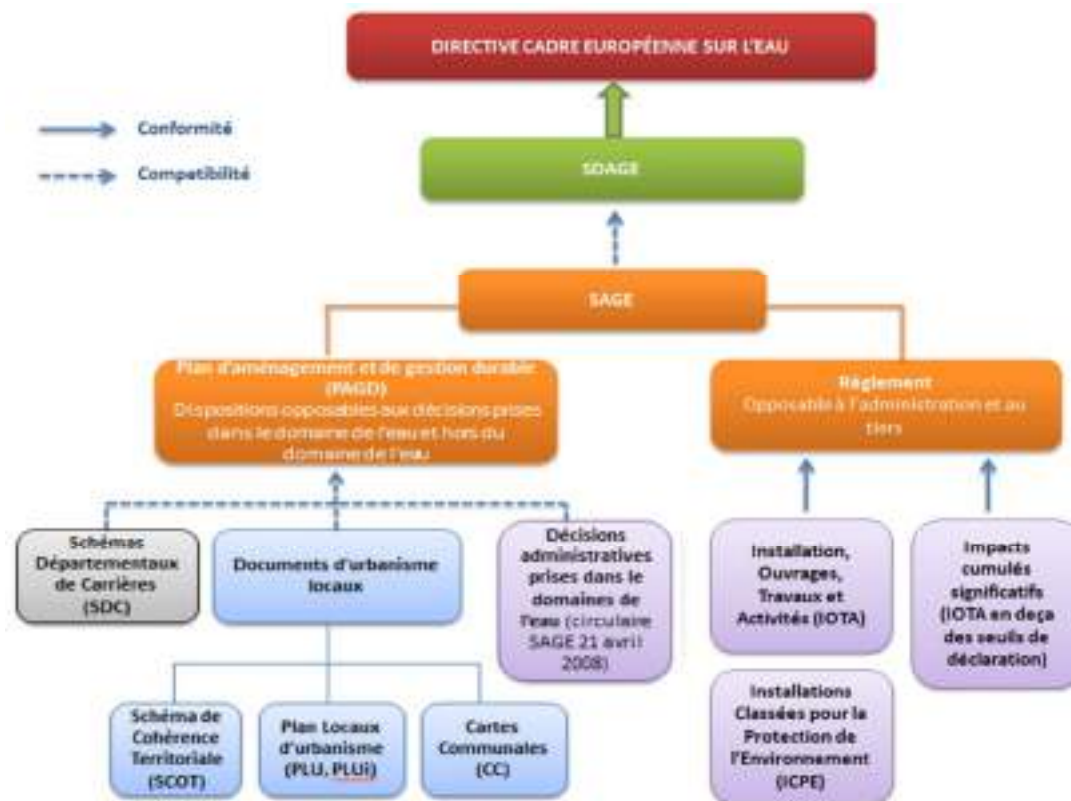 DIRECTIVE CADRE EUROPÉENNE SUR L'EAU
Conformité
Compatibilité
SDAGE
SAGE
Plan d'aménagement et de gestion durable
(PAGD)
Dispositions opposables aux décisions prises
dans le domaine de l'eau et hors du
domaine de l'eau
Règlement
Opposable à l'administration et au
tiers
Schémas
Départementaux
de Carrières
(SDC)
Documents d'urbanisme
locaux
Décisions
administratives
prises dans le
domaines de
l'eau (circulaire
SAGE 21 avril
2008)
Installation,
Ouvrages,
Travaux et
Activités (IOTA)
Impacts
cumulés
significatifs
(IOTA en deça
des seuils de
déclaration)
Schéma de
Cohérence
Territoriale
(SCOT)
Plan Locaux
d'urbanisme
(PLU, PLUi)
Cartes
Communales
(CC)
Installations
Classées pour la
Protection de
l'Environnement
(ICPE)